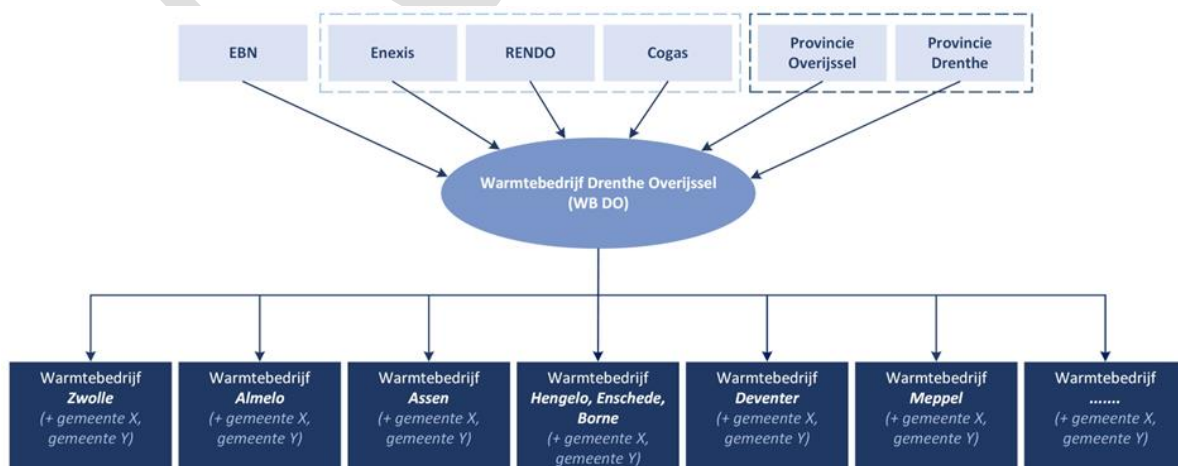 EBN
Enexis
RENDO
Cogas
Provincie
Overijssel
Provincie
Drenthe
Warmtebedrijf Drenthe Overijssel
(WB DO)
Warmtebedrijf
Zwolle
(+ gemeente X,
gemeente Y)
Warmtebedrijf
Almelo
(+ gemeente X,
gemeente Y)
Warmtebedrijf
Assen
(+ gemeente X,
gemeente Y)
Warmtebedrijf
Hengelo, Enschede,
Borne
(+ gemeente X,
gemeente Y)
Warmtebedrijf
Deventer
(+ gemeente X,
gemeente Y)
Warmtebedrijf
Meppel
(+ gemeente X,
gemeente Y)
Warmtebedrijf
.......
(+ gemeente X,
gemeente Y)